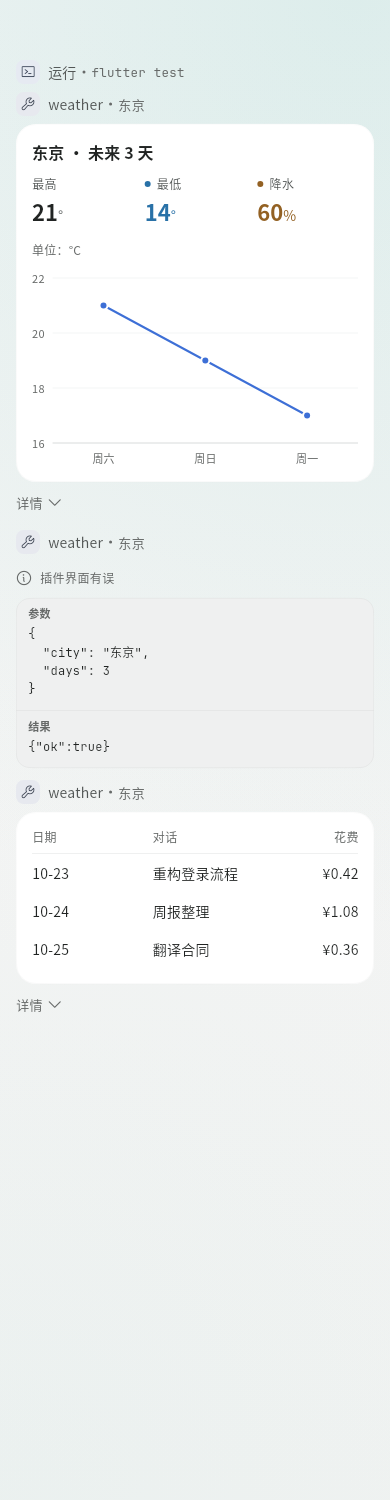 运行・flutter test
weather・东京
东京 · 未来 3 天
最高 最低 降水
21° 14° 60%
单位: °C
22
20
18
16
周六 周日 周一
详情
weather・东京
插件界面有误
参数
{
  "city": "东京",
  "days": 3
}
结果
{"ok":true}
weather・东京
日期 对话 花费
10-23 重构登录流程 ¥0.42
10-24 周报整理 ¥1.08
10-25 翻译合同 ¥0.36
详情